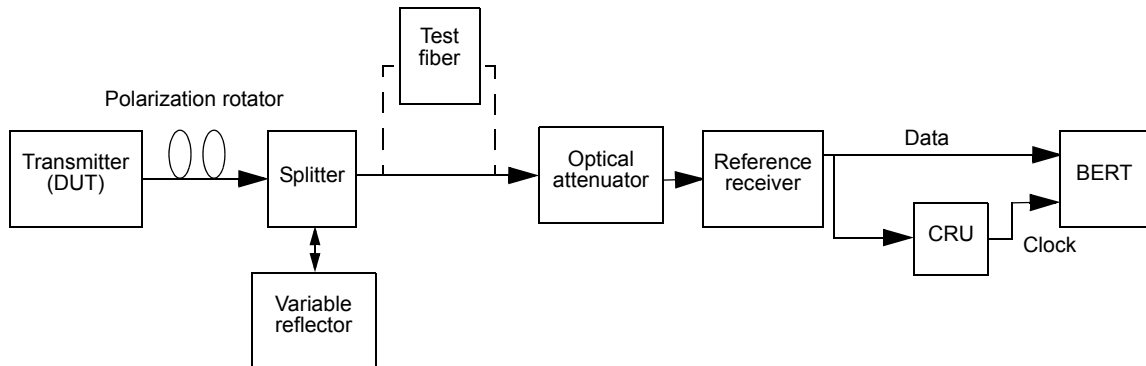 Test
fiber
Polarization rotator
Transmitter
(DUT)
Splitter
Optical
attenuator
Reference
receiver
Data
BERT
CRU
Clock
Variable
reflector